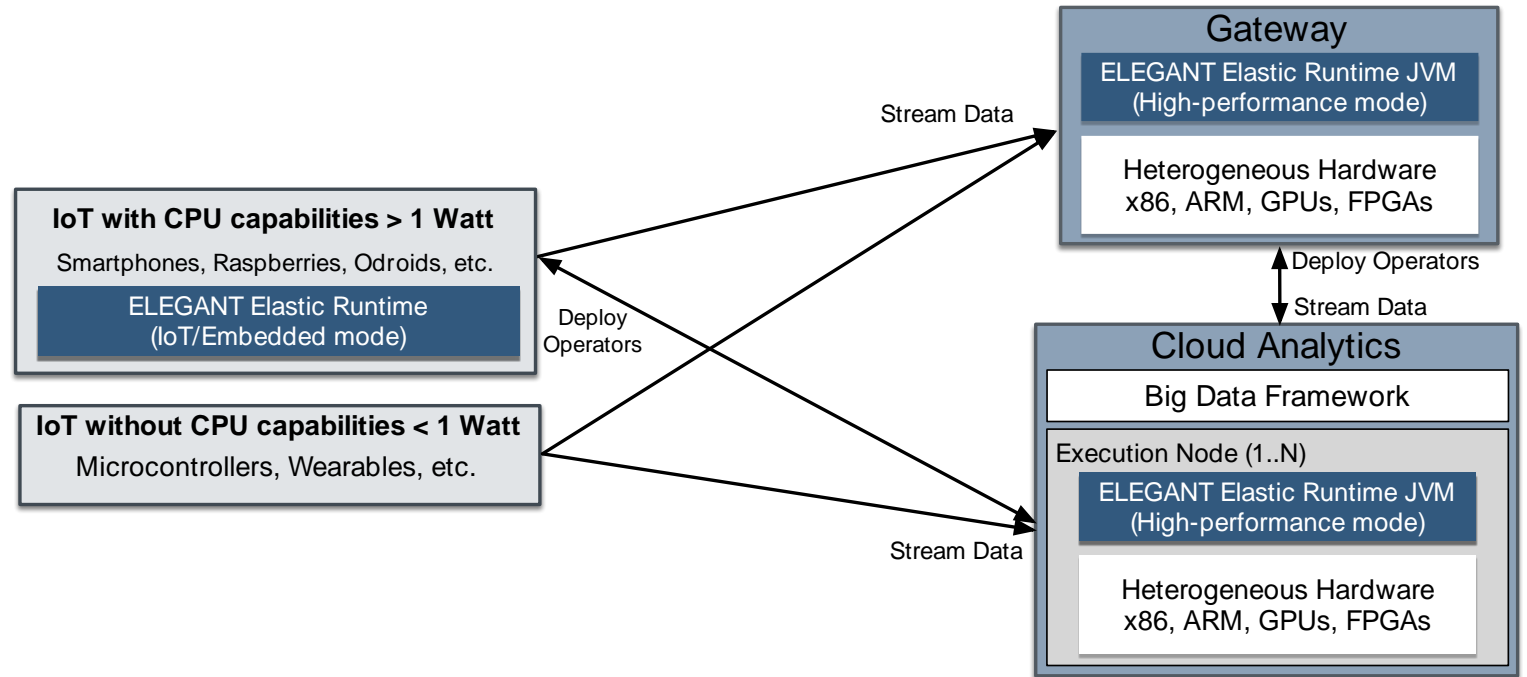 Gateway
ELEGANT Elastic Runtime JVM
(High-performance mode)
Heterogeneous Hardware
x86, ARM, GPUs, FPGAs
Stream Data
IoT with CPU capabilities > 1 Watt
Smartphones, Raspberries, Odroids, etc.
ELEGANT Elastic Runtime
(IoT/Embedded mode)
Deploy
Operators
Deploy Operators
Stream Data
IoT without CPU capabilities < 1 Watt
Microcontrollers, Wearables, etc.
Stream Data
Cloud Analytics
Big Data Framework
Execution Node (1..N)
ELEGANT Elastic Runtime JVM
(High-performance mode)
Heterogeneous Hardware
x86, ARM, GPUs, FPGAs